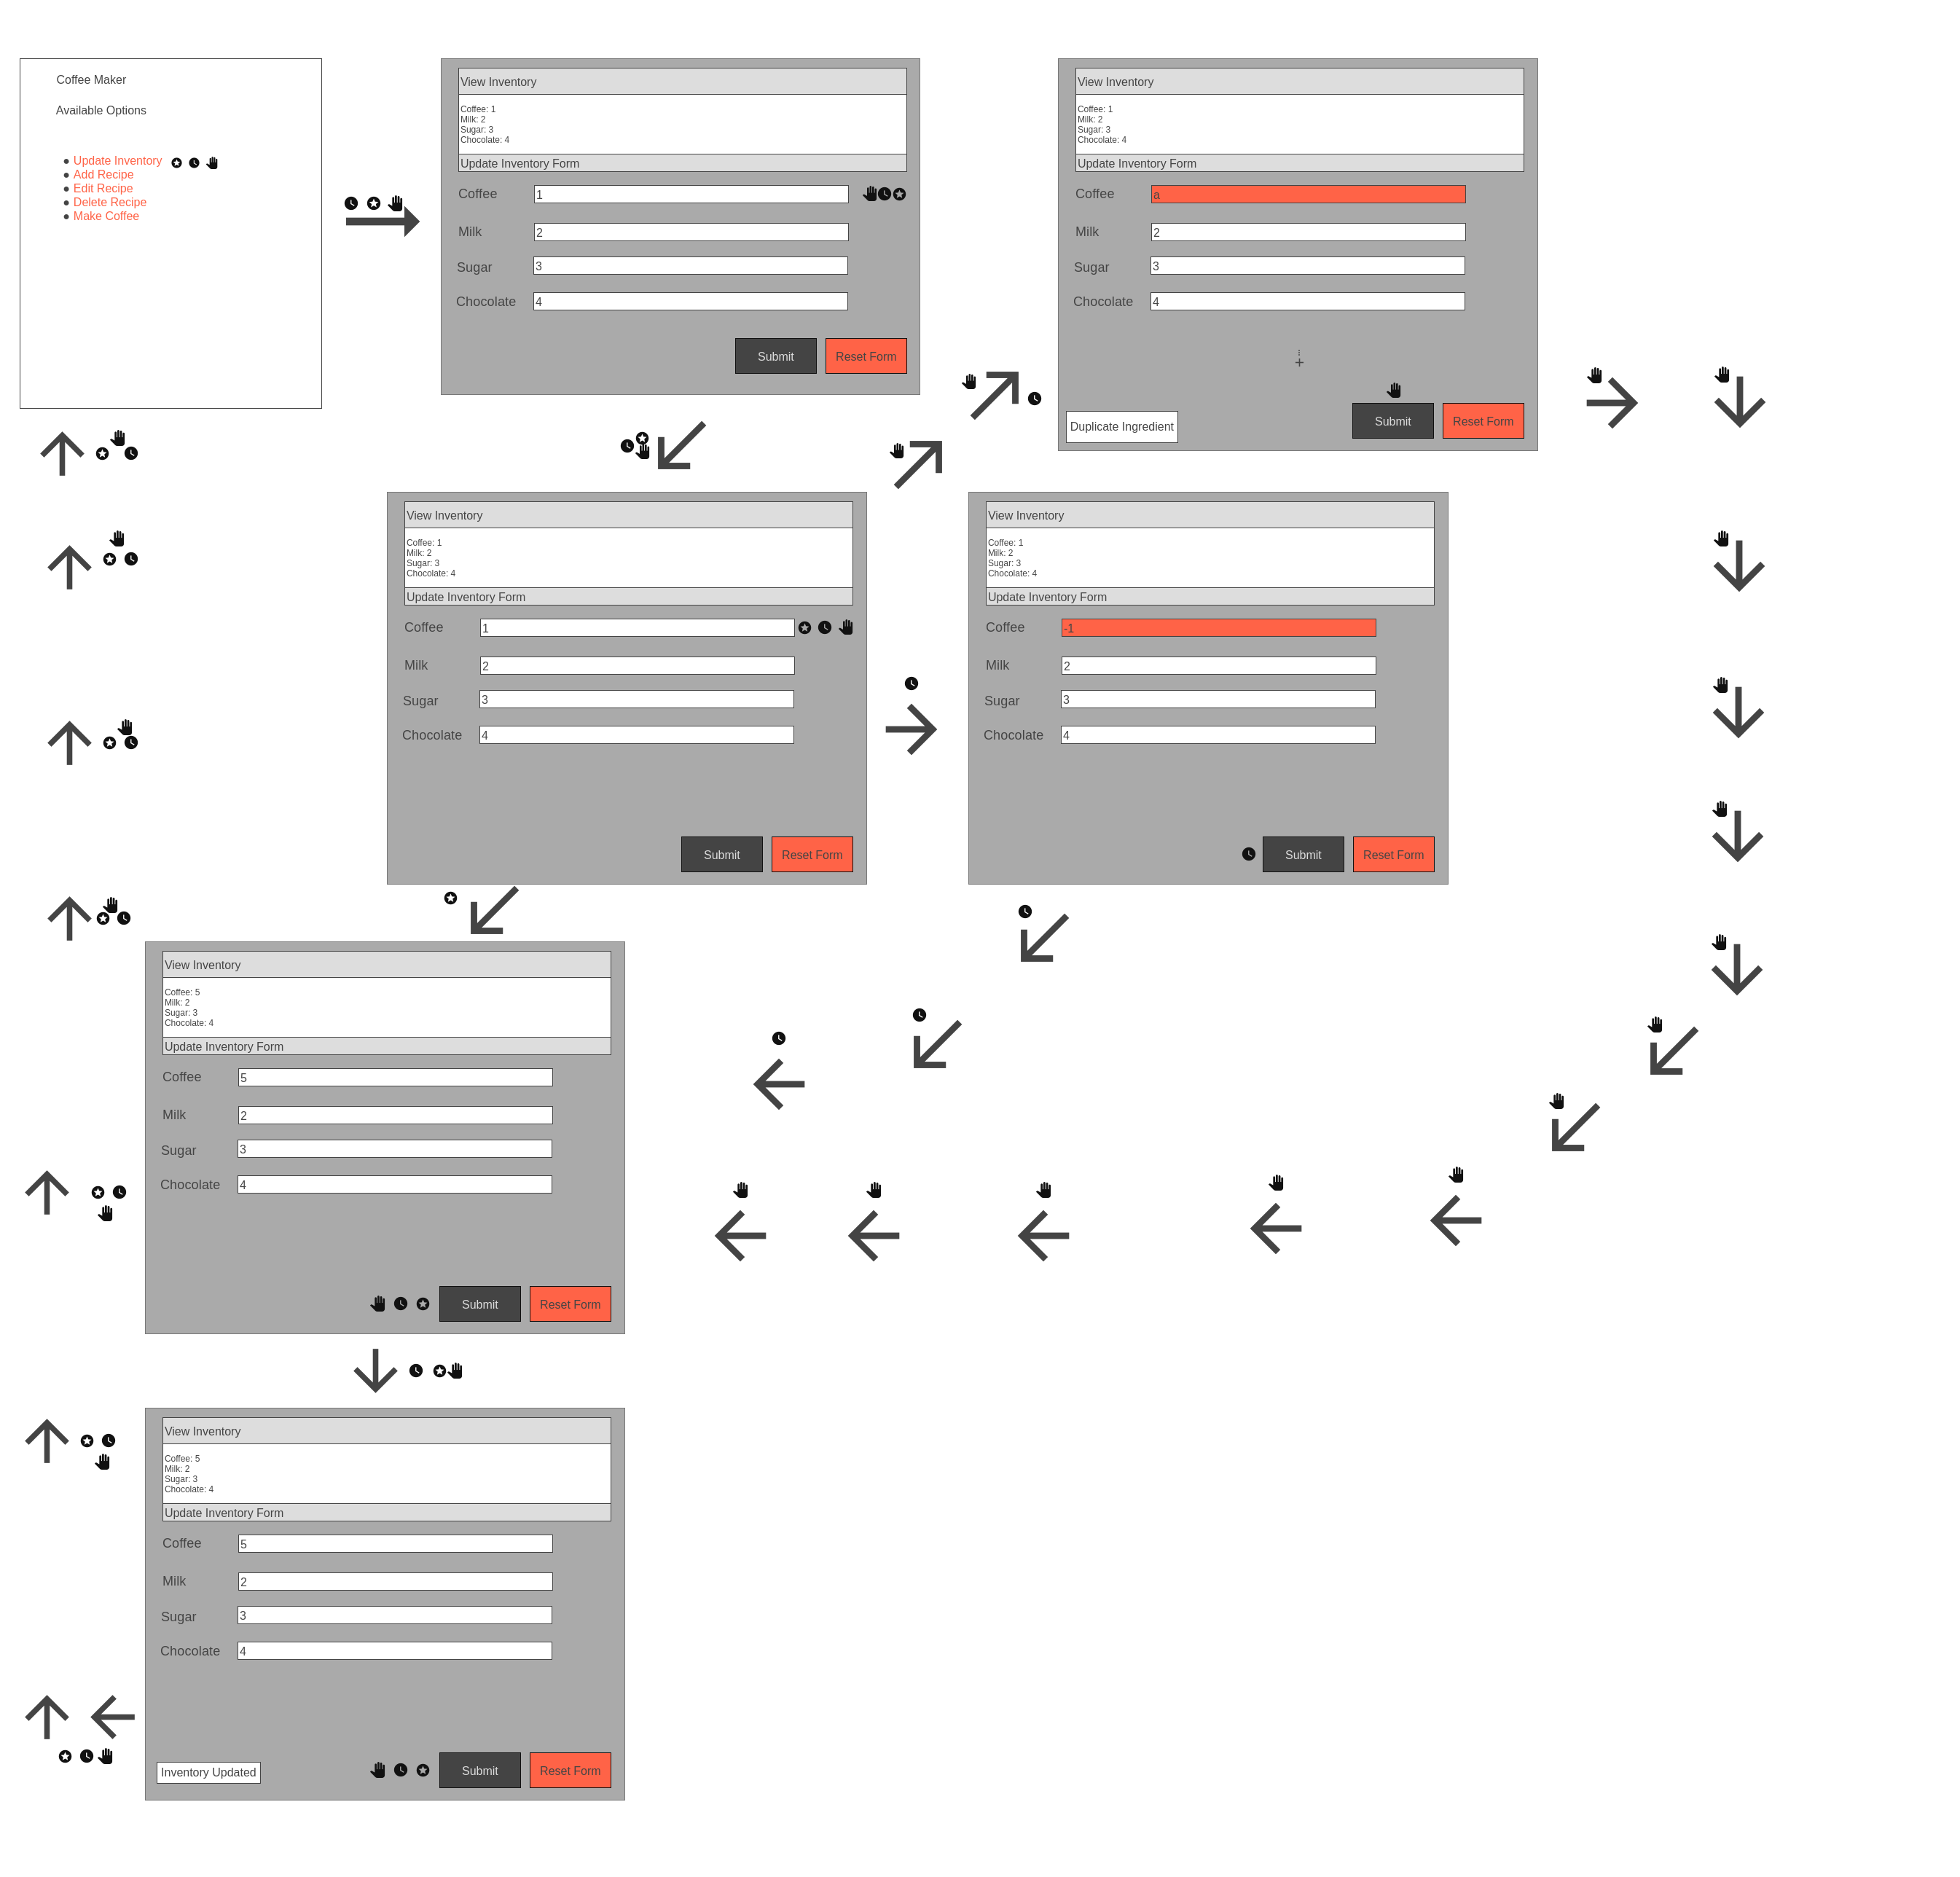 Coffee Maker
Available Options
Update Inventory
Add Recipe
Edit Recipe
Delete Recipe
Make Coffee
View Inventory
Coffee: 1
Milk: 2
Sugar: 3
Chocolate: 4
Update Inventory Form
Coffee 1
Milk 2
Sugar 3
Chocolate 4
Submit Reset Form
View Inventory
Coffee: 1
Milk: 2
Sugar: 3
Chocolate: 4
Update Inventory Form
Coffee a
Milk 2
Sugar 3
Chocolate 4
Duplicate Ingredient Submit Reset Form
View Inventory
Coffee: 1
Milk: 2
Sugar: 3
Chocolate: 4
Update Inventory Form
Coffee 1
Milk 2
Sugar 3
Chocolate 4
Submit Reset Form
View Inventory
Coffee: 1
Milk: 2
Sugar: 3
Chocolate: 4
Update Inventory Form
Coffee -1
Milk 2
Sugar 3
Chocolate 4
Submit Reset Form
View Inventory
Coffee: 5
Milk: 2
Sugar: 3
Chocolate: 4
Update Inventory Form
Coffee 5
Milk 2
Sugar 3
Chocolate 4
Submit Reset Form
View Inventory
Coffee: 5
Milk: 2
Sugar: 3
Chocolate: 4
Update Inventory Form
Coffee 5
Milk 2
Sugar 3
Chocolate 4
Inventory Updated Submit Reset Form